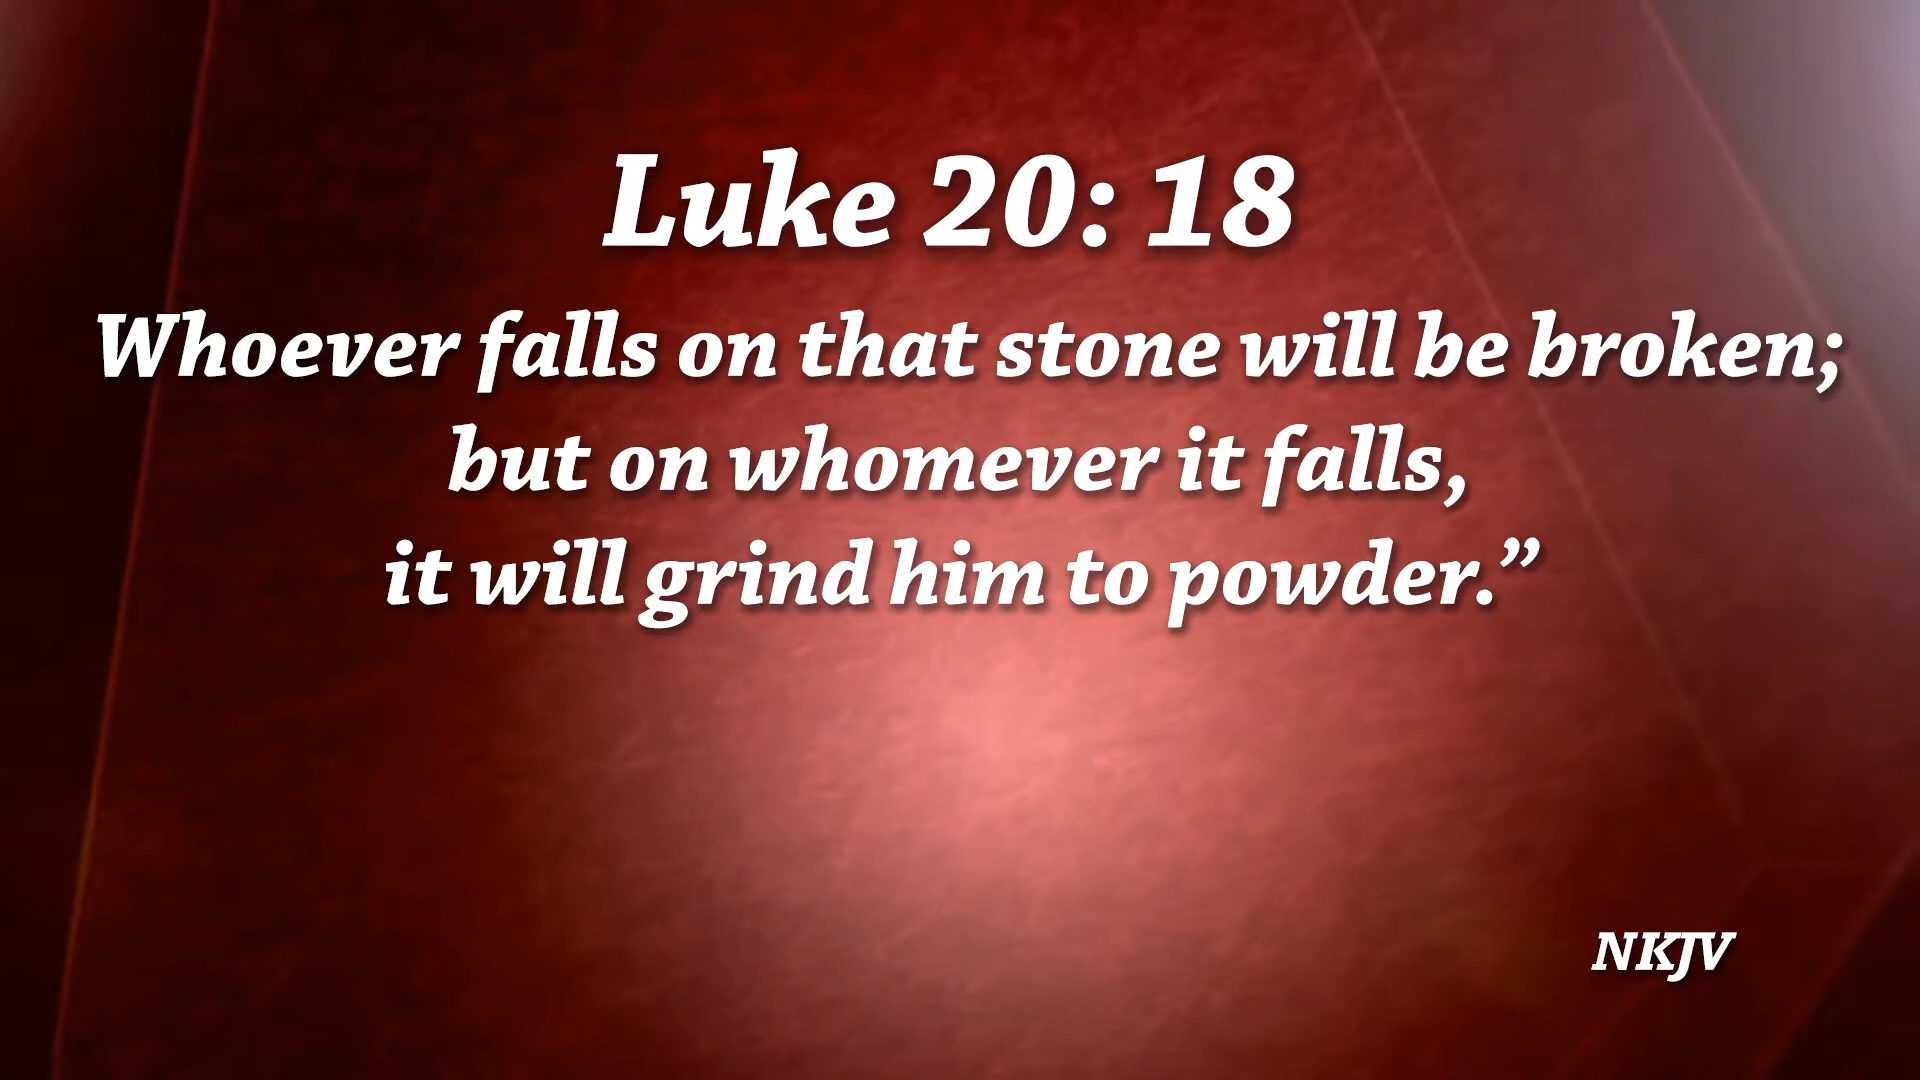 Luke 20: 18
Whoever falls on that stone will be broken;
but on whomever it falls,
it will grind him to powder.”
NKJV